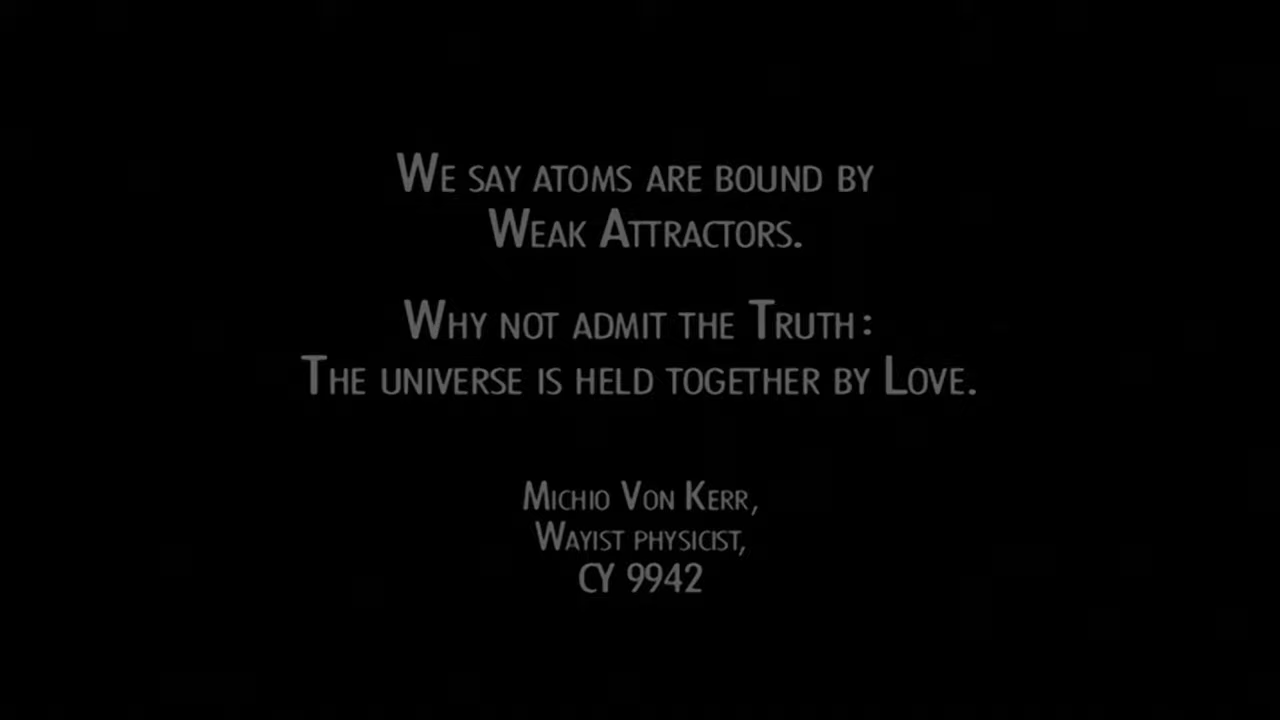 We say atoms are bound by
Weak Attractors.
Why not admit the Truth:
The universe is held together by Love.
Michio Von Kerr,
Wayist physicist,
CY 9942